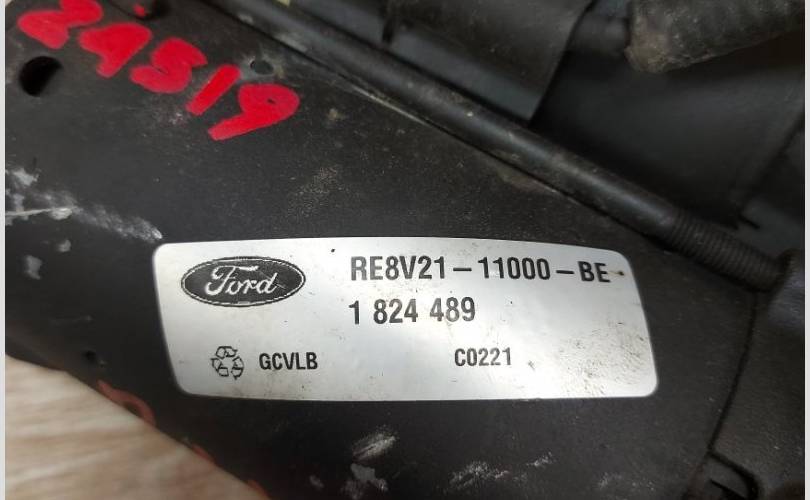 24519
Ford
RE8V21-11000-BE
1 824 489
GCVLB C0221